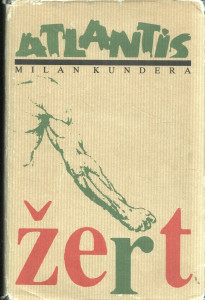 ATLANTIS
MILAN KUNDERA
žert